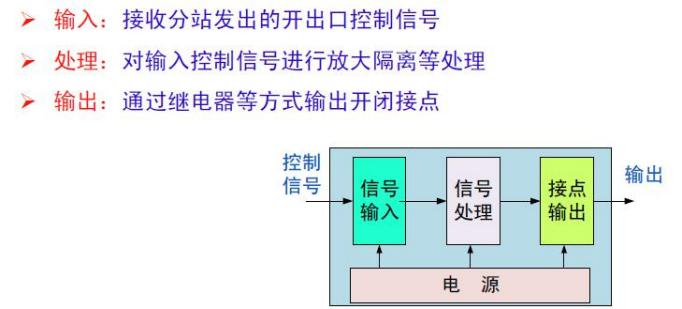 ➤ 输入：接收分站发出的开出口控制信号
➤ 处理：对输入控制信号进行放大隔离等处理
➤ 输出：通过继电器等方式输出开闭接点
控制
信号
信号
输入
信号
处理
接点
输出
输出
电 源